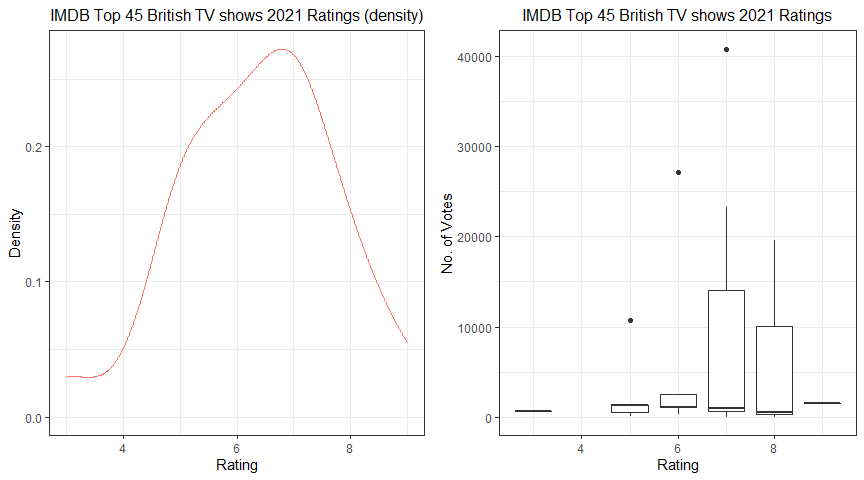 IMDB Top 45 British TV shows 2021 Ratings (density)
Density
0.2
0.1
0.0
4 6 8
Rating
IMDB Top 45 British TV shows 2021 Ratings
No. of Votes
40000
30000
20000
10000
0
4 6 8
Rating